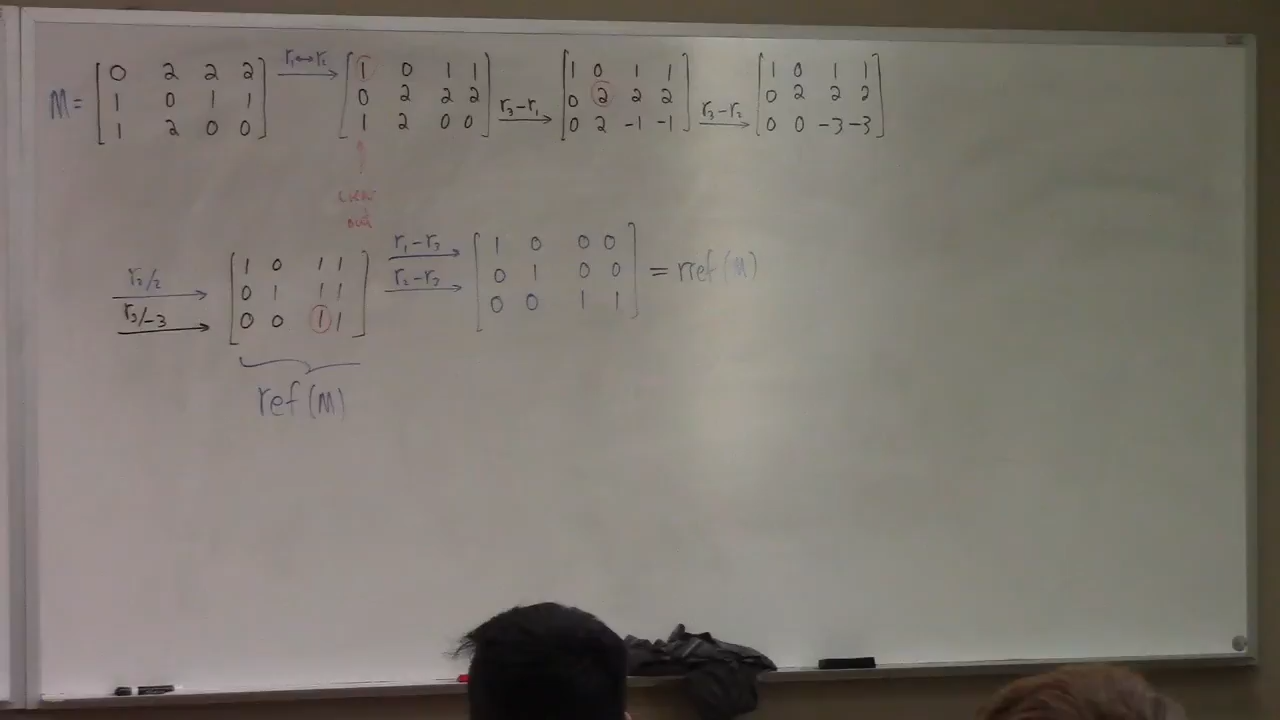 M = [ 0 2 2 2 ] r₁↔r₂ [ 1 0 1 1 ] [ 1 0 1 1 ] [ 1 0 1 1 ]
[ 1 0 1 1 ] [ 0 2 2 2 ] r₃-r₁ [ 0 2 2 2 ] r₃-r₂ [ 0 2 2 2 ]
[ 1 2 0 0 ] [ 1 2 0 0 ] [ 0 2 -1 -1 ] [ 0 0 -3 -3 ]
r₂/2 [ 1 0 1 1 ] r₁-r₃ [ 1 0 0 0 ]
r₃/-3 [ 0 1 1 1 ] r₂-r₃ [ 0 1 0 0 ] = rref(M)
[ 0 0 1 1 ] [ 0 0 1 1 ]
ref(M)